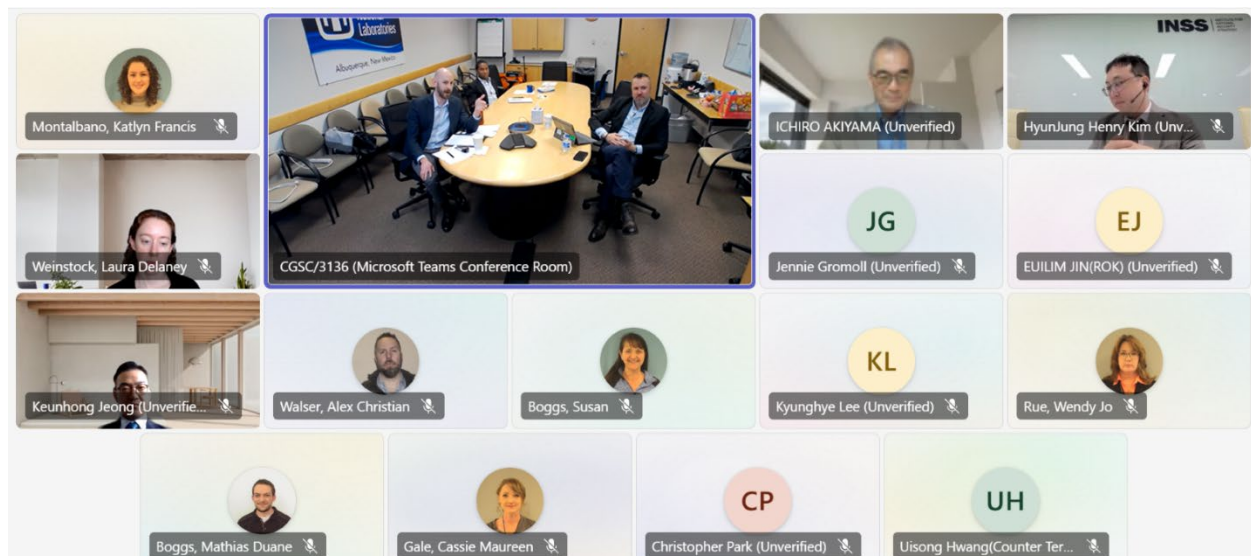 Montalbano, Katlyn Francis
Laboratories
Albuquerque, New Mexico
CGSC/3136 (Microsoft Teams Conference Room)
ICHIRO AKIYAMA (Unverified)
INSS
HyunJung Henry Kim (Unv...
Weinstock, Laura Delaney
JG
Jennie Gromoll (Unverified)
EJ
EUILIM JIN(ROK) (Unverified)
Keunhong Jeong (Unverifie...
Walser, Alex Christian
Boggs, Susan
KL
Kyunghye Lee (Unverified)
Rue, Wendy Jo
Boggs, Mathias Duane
Gale, Cassie Maureen
CP
Christopher Park (Unverified)
UH
Uisong Hwang(Counter Ter...